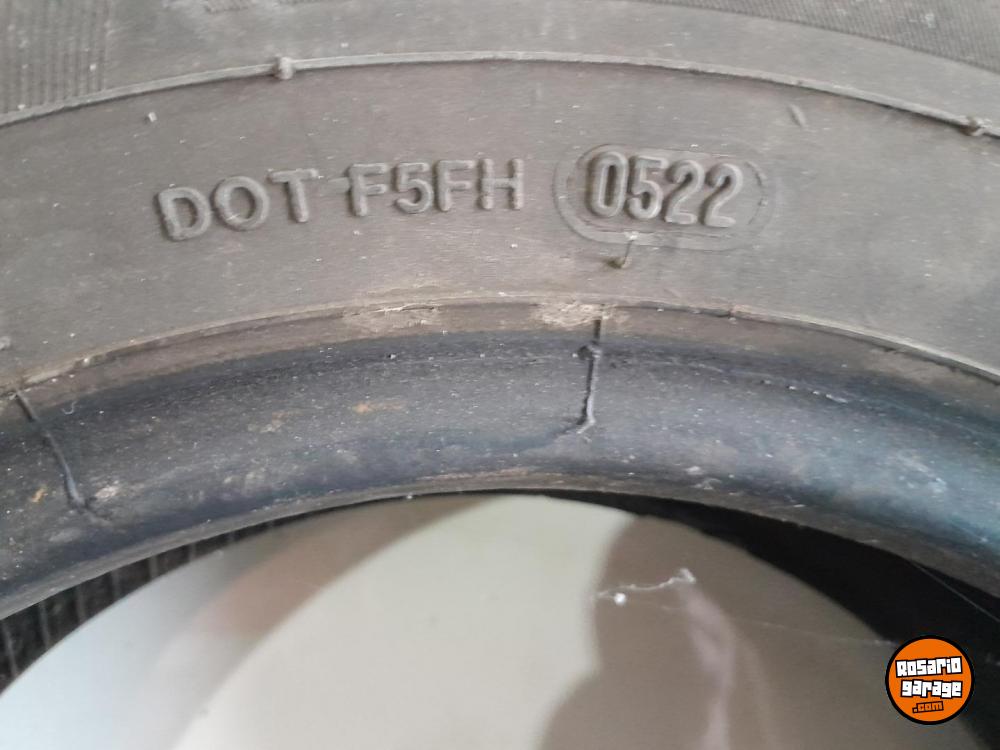 DOT F5FH 0522
ROSARIO
GARAGE
.COM